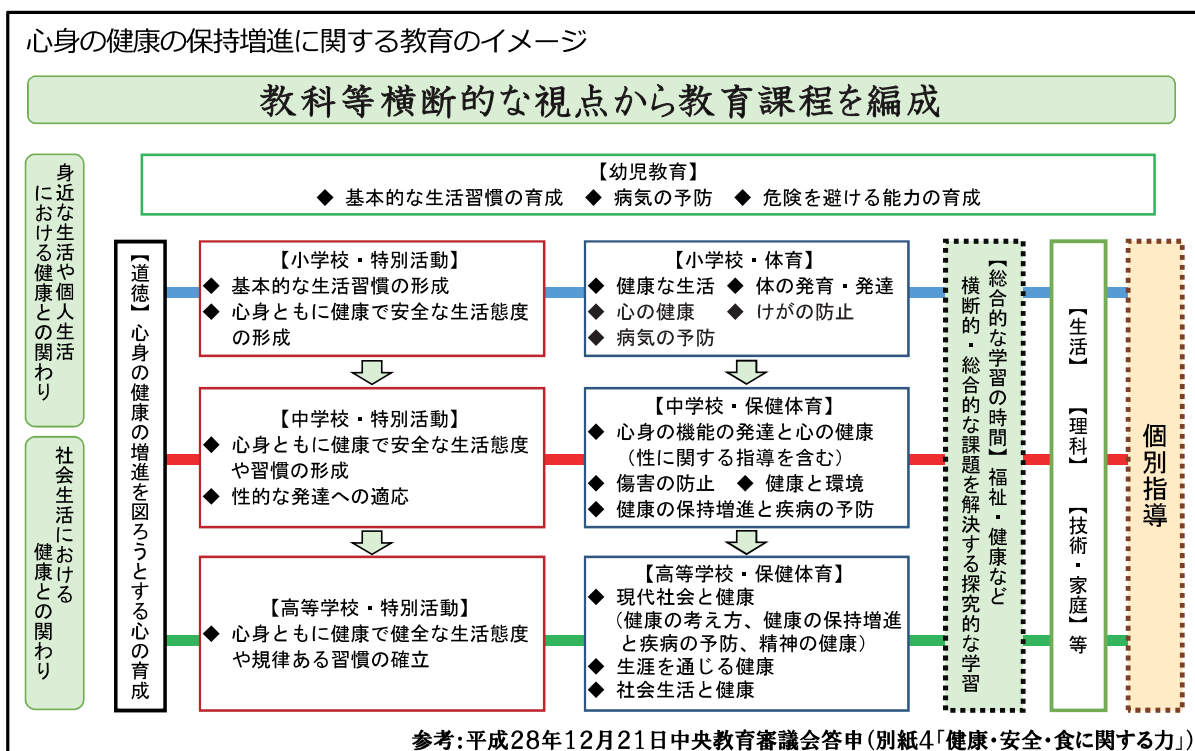 心身の健康の保持増進に関する教育のイメージ
教科等横断的な視点から教育課程を編成
身近な生活や個人生活
における健康との関わり
社会生活における
健康との関わり
【幼児教育】
◆ 基本的な生活習慣の育成 ◆ 病気の予防 ◆ 危険を避ける能力の育成
【道徳】心身の健康の増進を図ろうとする心の育成
【小学校・特別活動】
◆ 基本的な生活習慣の形成
◆ 心身ともに健康で安全な生活態度
の形成
【中学校・特別活動】
◆ 心身ともに健康で安全な生活態度
や習慣の形成
◆ 性的な発達への適応
【高等学校・特別活動】
◆ 心身ともに健康で健全な生活態度
や規律ある習慣の確立
【小学校・体育】
◆ 健康な生活 ◆ 体の発育・発達
◆ 心の健康 ◆ けがの防止
◆ 病気の予防
【中学校・保健体育】
◆ 心身の機能の発達と心の健康
(性に関する指導を含む)
◆ 傷害の防止 ◆ 健康と環境
◆ 健康の保持増進と疾病の予防
【高等学校・保健体育】
◆ 現代社会と健康
(健康の考え方、健康の保持増進
と疾病の予防、精神の健康)
◆ 生涯を通じる健康
◆ 社会生活と健康
【総合的な学習の時間】福祉・健康など
横断的・総合的な課題を解決する探究的な学習
【生活】 【理科】 【技術・家庭】等
個別指導
参考:平成28年12月21日中央教育審議会答申(別紙4「健康・安全・食に関する力」)